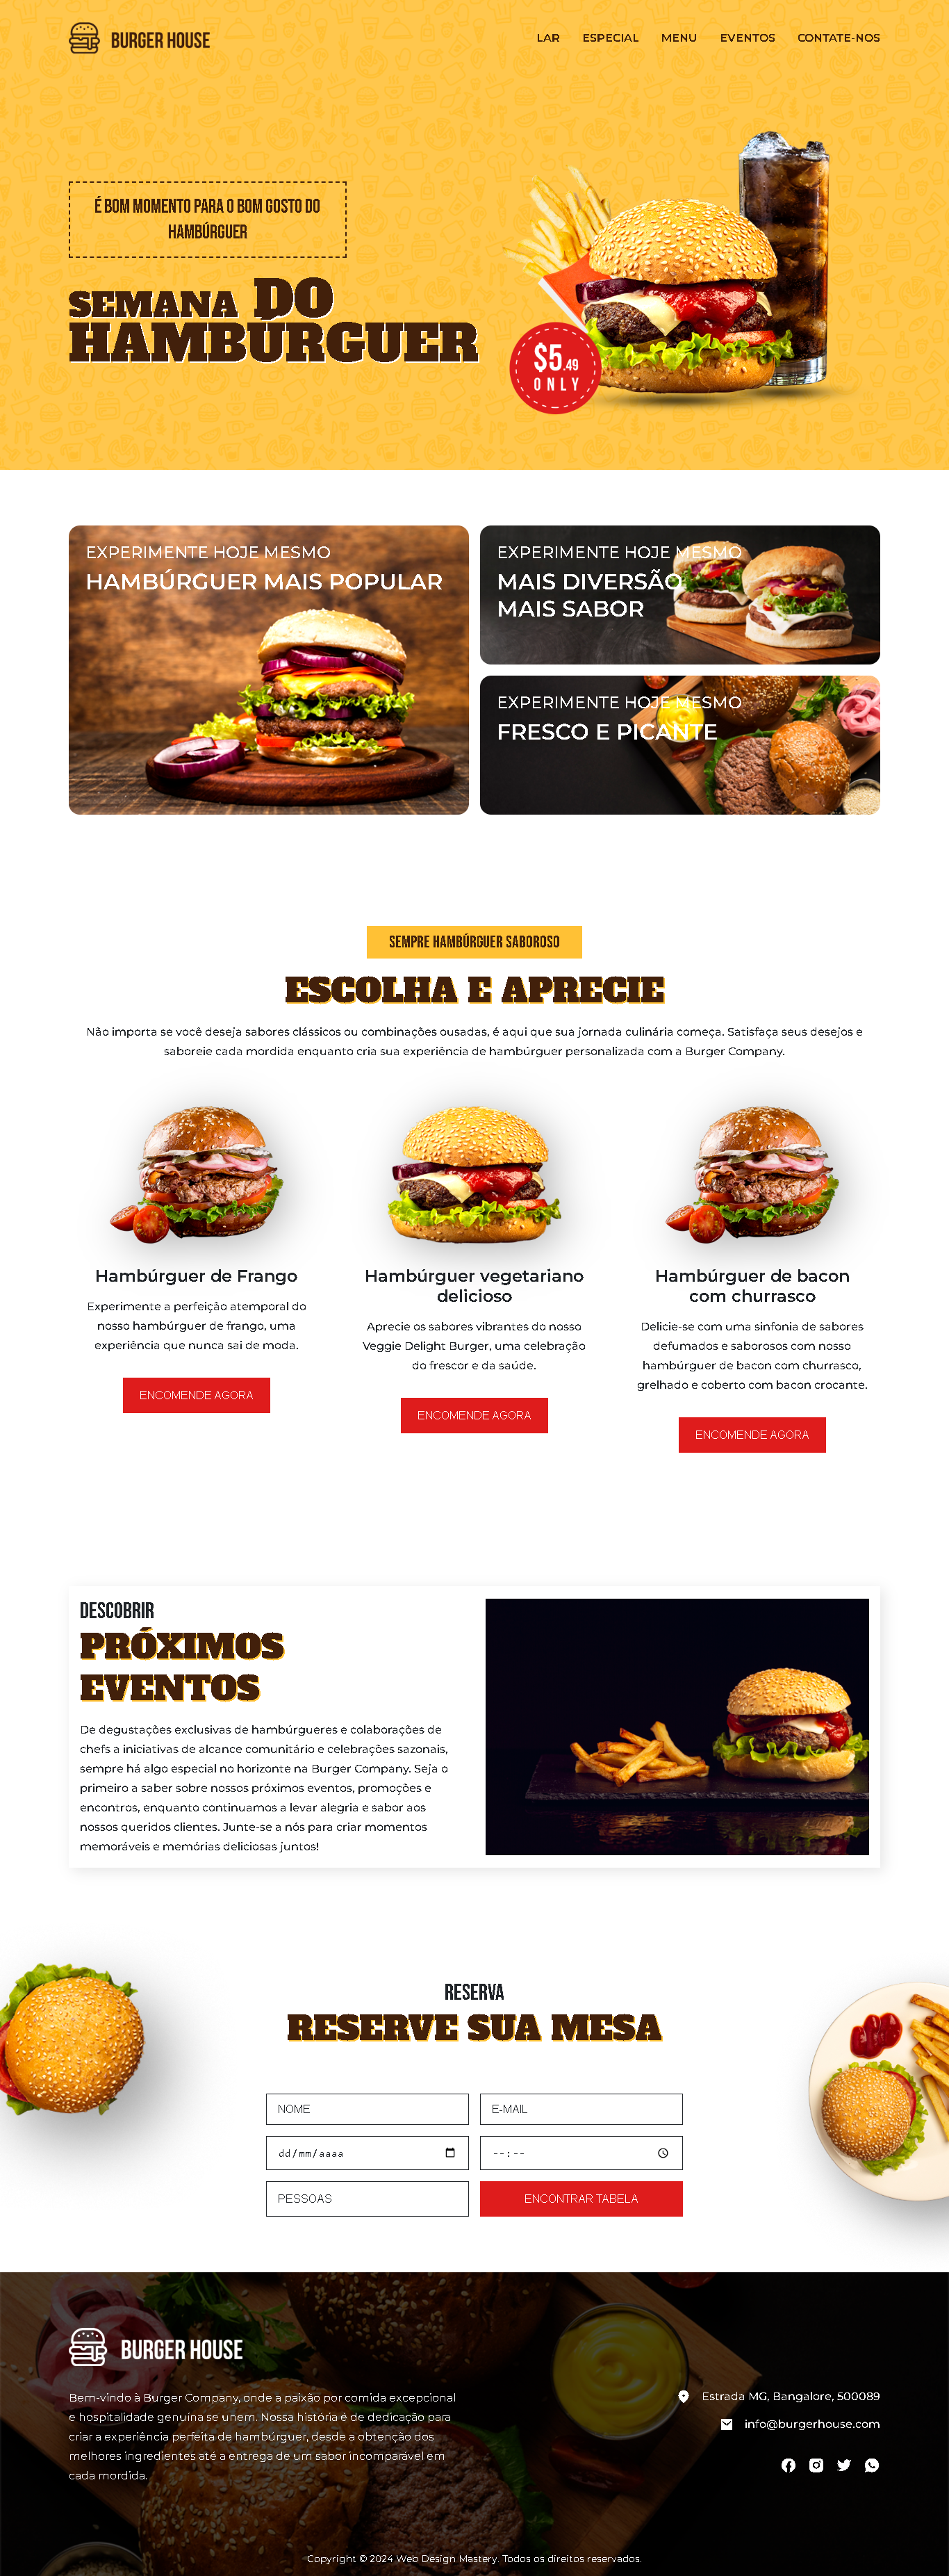 BURGER HOUSE
LAR ESPECIAL MENU EVENTOS CONTATE-NOS
É BOM MOMENTO PARA O BOM GOSTO DO
HAMBÚRGUER
SEMANA DO
HAMBÚRGUER
$5.49
ONLY
EXPERIMENTE HOJE MESMO
HAMBÚRGUER MAIS POPULAR
EXPERIMENTE HOJE MESMO
MAIS DIVERSÃO
MAIS SABOR
EXPERIMENTE HOJE MESMO
FRESCO E PICANTE
SEMPRE HAMBÚRGUER SABOROSO
ESCOLHA E APRECIE
Não importa se você deseja sabores clássicos ou combinações ousadas, é aqui que sua jornada culinária começa. Satisfaça seus desejos e
saboreie cada mordida enquanto cria sua experiência de hambúrguer personalizada com a Burger Company.
Hambúrguer de Frango
Experimente a perfeição atemporal do
nosso hambúrguer de frango, uma
experiência que nunca sai de moda.
ENCOMENDE AGORA
Hambúrguer vegetariano
delicioso
Aprecie os sabores vibrantes do nosso
Veggie Delight Burger, uma celebração
do frescor e da saúde.
ENCOMENDE AGORA
Hambúrguer de bacon
com churrasco
Delicie-se com uma sinfonia de sabores
defumados e saborosos com nosso
hambúrguer de bacon com churrasco,
grelhado e coberto com bacon crocante.
ENCOMENDE AGORA
DESCOBRIR
PRÓXIMOS
EVENTOS
De degustações exclusivas de hambúrgueres e colaborações de
chefs a iniciativas de alcance comunitário e celebrações sazonais,
sempre há algo especial no horizonte na Burger Company. Seja o
primeiro a saber sobre nossos próximos eventos, promoções e
encontros, enquanto continuamos a levar alegria e sabor aos
nossos queridos clientes. Junte-se a nós para criar momentos
memoráveis e memórias deliciosas juntos!
RESERVA
RESERVE SUA MESA
NOME
E-MAIL
dd/mm/aaaa
--:--
PESSOAS
ENCONTRAR TABELA
BURGER HOUSE
Bem-vindo à Burger Company, onde a paixão por comida excepcional
e hospitalidade genuína se unem. Nossa história é de dedicação para
criar a experiência perfeita de hambúrguer, desde a obtenção dos
melhores ingredientes até a entrega de um sabor incomparável em
cada mordida.
Estrada MG, Bangalore, 500089
info@burgerhouse.com
Copyright © 2024 Web Design Mastery. Todos os direitos reservados.